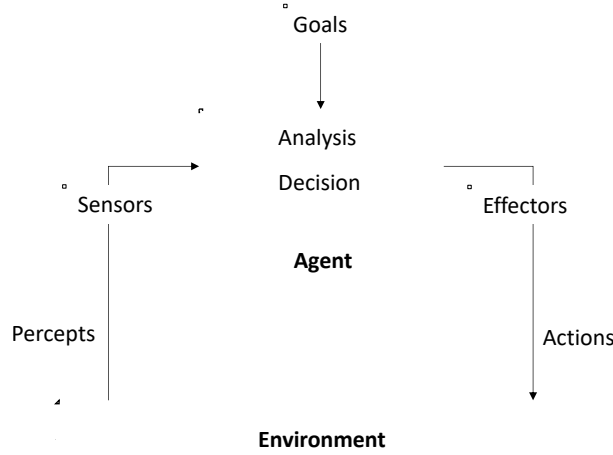 Goals
Analysis
Decision
Sensors
Effectors
Agent
Percepts
Actions
Environment